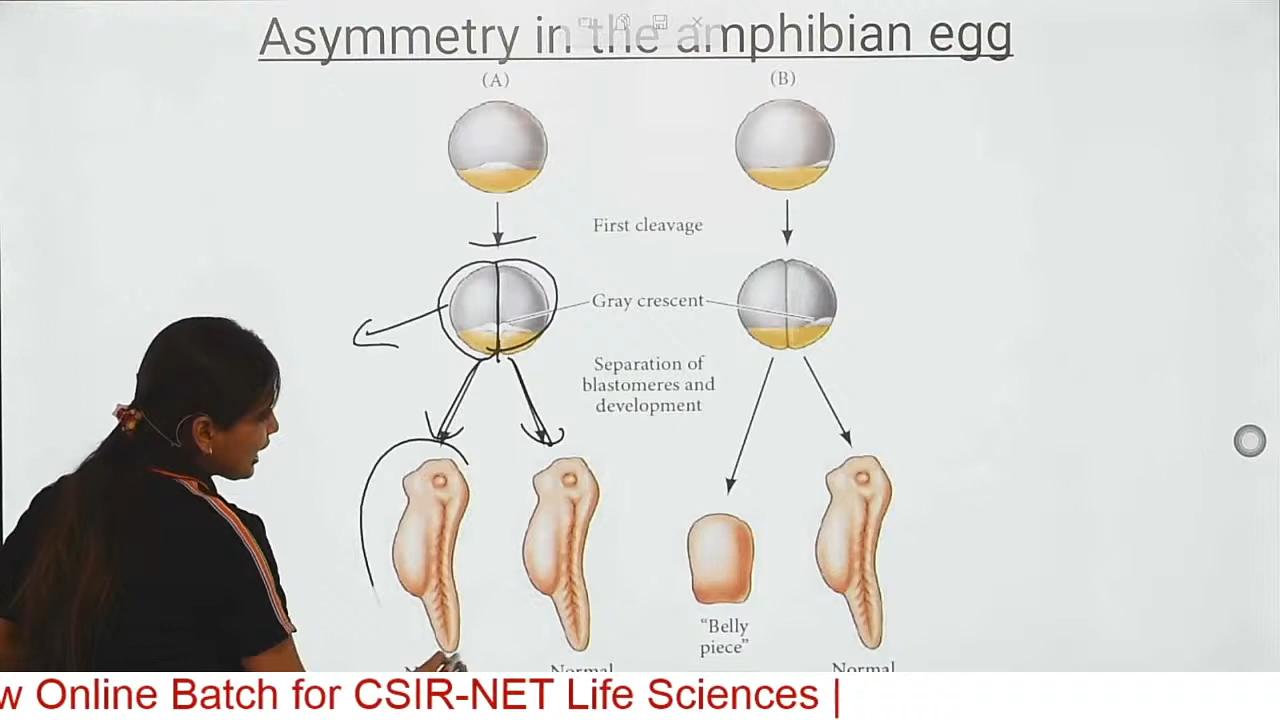 Asymmetry in the amphibian egg
(A)
(B)
First cleavage
Gray crescent
Separation of
blastomeres and
development
"Belly
piece"
Normal
Normal
w Online Batch for CSIR-NET Life Sciences |